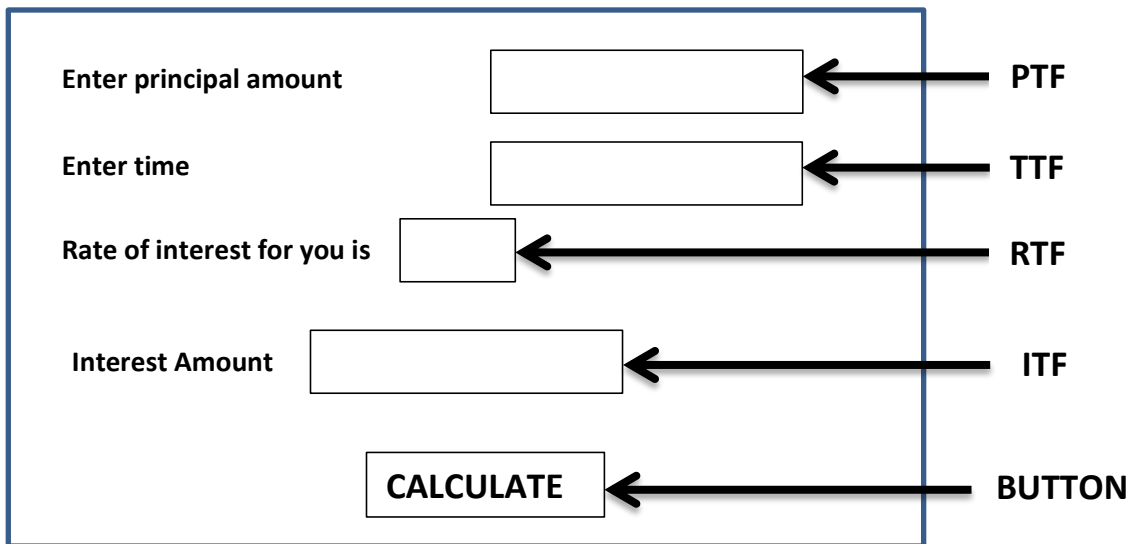 Enter principal amount PTF
Enter time TTF
Rate of interest for you is RTF
Interest Amount ITF
CALCULATE BUTTON